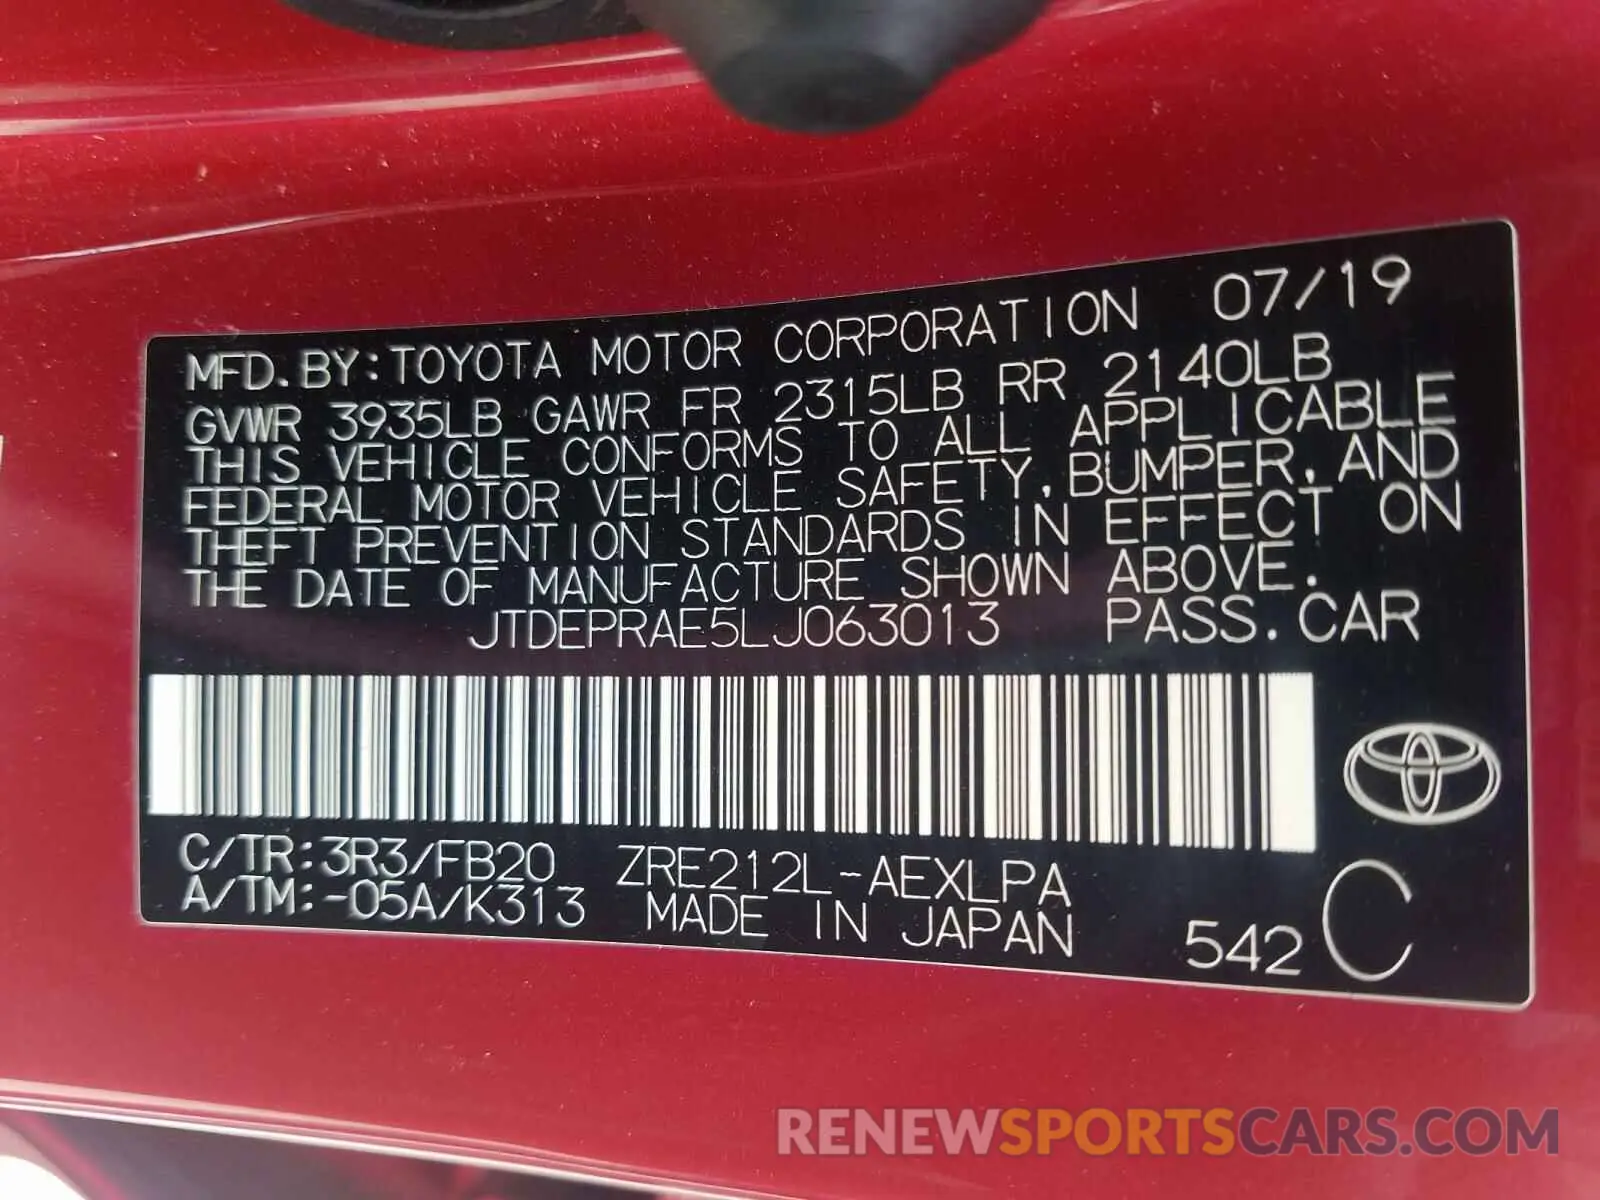 MFD. BY: TOYOTA MOTOR CORPORATION 07/19
GVWR 3935LB GAWR FR 2315LB RR 2140LB
THIS VEHICLE CONFORMS TO ALL APPLICABLE
FEDERAL MOTOR VEHICLE SAFETY, BUMPER, AND
THEFT PREVENTION STANDARDS IN EFFECT ON
THE DATE OF MANUFACTURE SHOWN ABOVE.
JTDEPRAE5LJ063013 PASS. CAR
C/TR: 3R3/FB20 ZRE212L-AEXLPA
A/TM: -05A/K313 MADE IN JAPAN 542 C
RENEWSPORTSCARS.COM